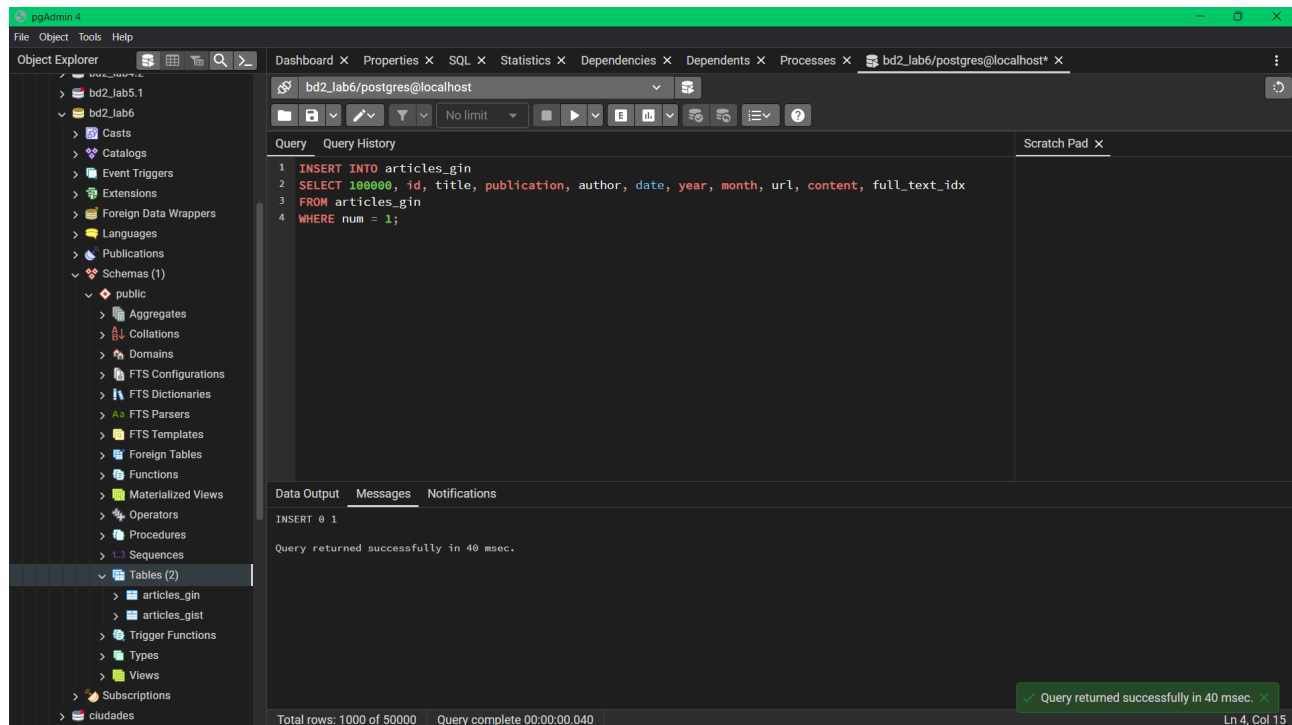 pgAdmin 4
File Object Tools Help
Object Explorer
Dashboard Properties SQL Statistics Dependencies Dependents Processes bd2_lab6/postgres@localhost*
bd2_lab4.2
bd2_lab5.1
bd2_lab6
Casts
Catalogs
Event Triggers
Extensions
Foreign Data Wrappers
Languages
Publications
Schemas (1)
public
Aggregates
Collations
Domains
FTS Configurations
FTS Dictionaries
Aa FTS Parsers
FTS Templates
Foreign Tables
Functions
Materialized Views
Operators
Procedures
1..3 Sequences
Tables (2)
articles_gin
articles_gist
Trigger Functions
Types
Views
Subscriptions
ciudades
bd2_lab6/postgres@localhost
No limit
Query Query History
Scratch Pad
1 INSERT INTO articles_gin
2 SELECT 100000, id, title, publication, author, date, year, month, url, content, full_text_idx
3 FROM articles_gin
4 WHERE num = 1;
Data Output Messages Notifications
INSERT 0 1
Query returned successfully in 40 msec.
Query returned successfully in 40 msec.
Total rows: 1000 of 50000 Query complete 00:00:00.040 Ln 4, Col 15